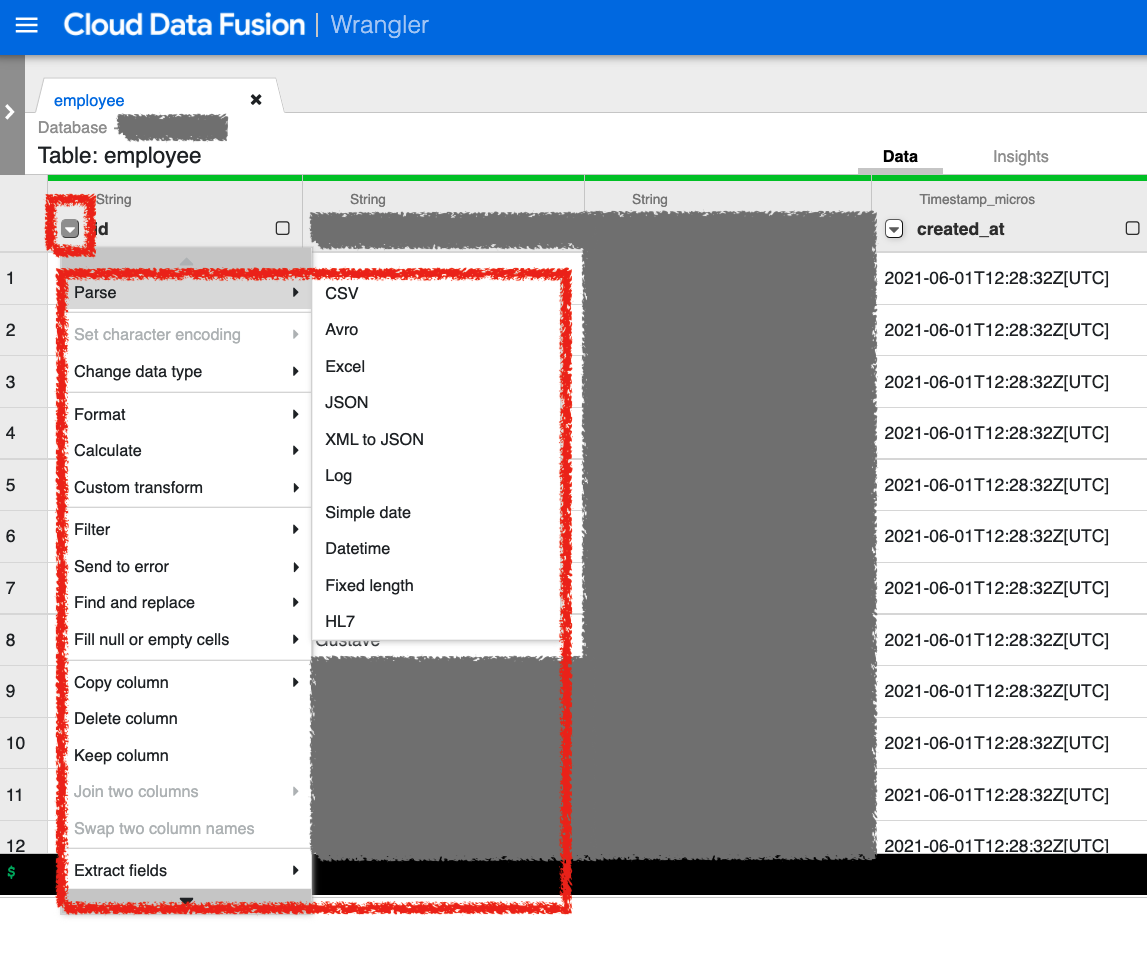 Cloud Data Fusion | Wrangler
employee
Database -
Table: employee
Data Insights
String String String Timestamp_micros
id created_at
1 2021-06-01T12:28:32Z[UTC]
Parse CSV
2 2021-06-01T12:28:32Z[UTC]
Set character encoding Avro
Change data type Excel
3 2021-06-01T12:28:32Z[UTC]
Format JSON
4 2021-06-01T12:28:32Z[UTC]
Calculate XML to JSON
5 2021-06-01T12:28:32Z[UTC]
Custom transform Log
Filter Simple date
6 2021-06-01T12:28:32Z[UTC]
Send to error Datetime
7 2021-06-01T12:28:32Z[UTC]
Find and replace Fixed length
Fill null or empty cells HL7
8 Gustave 2021-06-01T12:28:32Z[UTC]
Copy column
9 2021-06-01T12:28:32Z[UTC]
Delete column
10 2021-06-01T12:28:32Z[UTC]
Keep column
Join two columns
11 2021-06-01T12:28:32Z[UTC]
Swap two column names
12 2021-06-01T12:28:32Z[UTC]
$ Extract fields